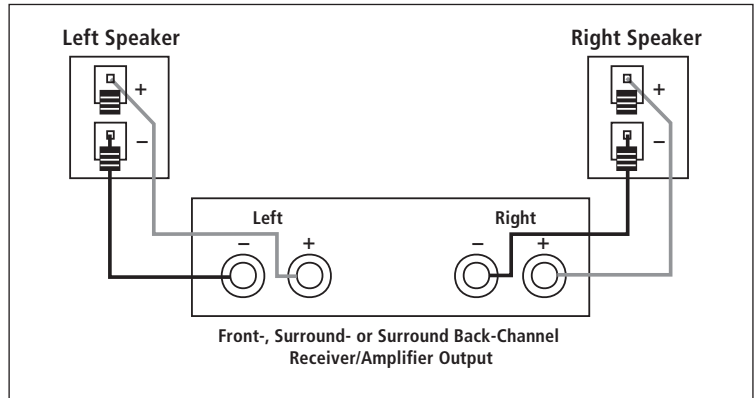 Left Speaker
Right Speaker
+
–
+
–
Left
Right
–
+
–
+
Front-, Surround- or Surround Back-Channel
Receiver/Amplifier Output